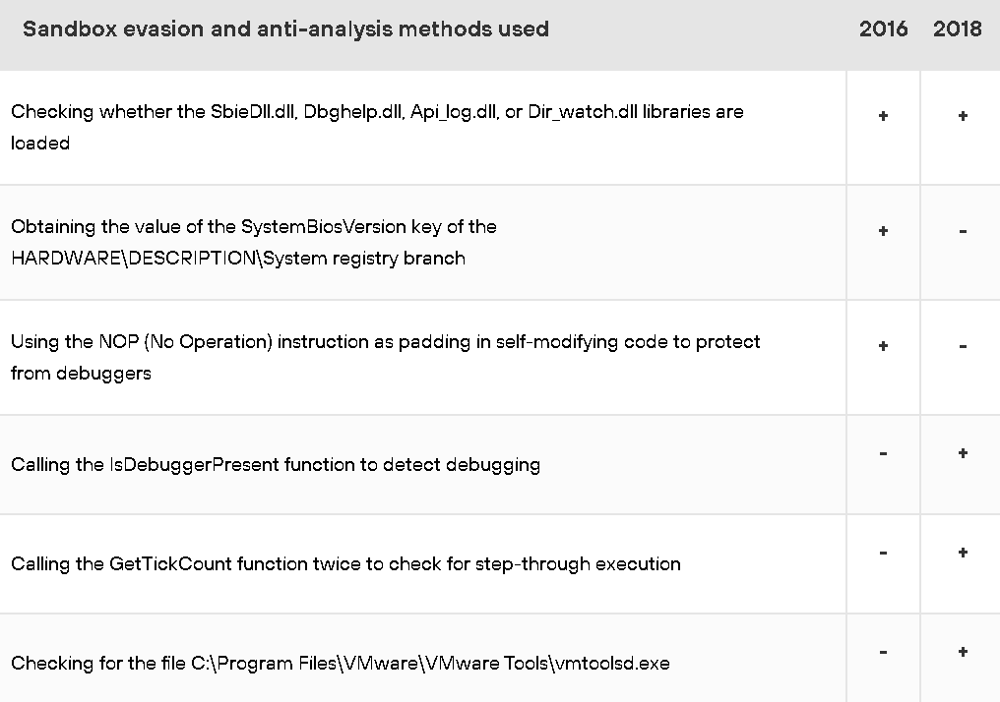 Sandbox evasion and anti-analysis methods used 2016 2018
Checking whether the SbieDll.dll, Dbghelp.dll, Api_log.dll, or Dir_watch.dll libraries are
loaded
+ +
Obtaining the value of the SystemBiosVersion key of the
HARDWARE\DESCRIPTION\System registry branch
+ -
Using the NOP (No Operation) instruction as padding in self-modifying code to protect
from debuggers
+ -
Calling the IsDebuggerPresent function to detect debugging - +
Calling the GetTickCount function twice to check for step-through execution - +
Checking for the file C:\Program Files\VMware\VMware Tools\vmtoolsd.exe - +